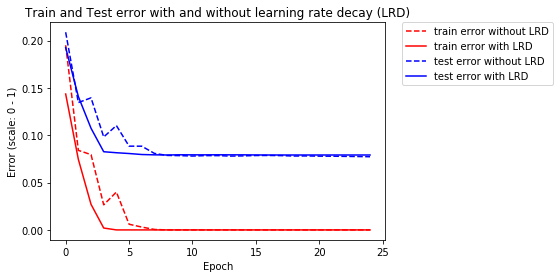 Train and Test error with and without learning rate decay (LRD)
train error without LRD
train error with LRD
test error without LRD
test error with LRD
Error (scale: 0 - 1)
0.20
0.15
0.10
0.05
0.00
0 5 10 15 20 25
Epoch